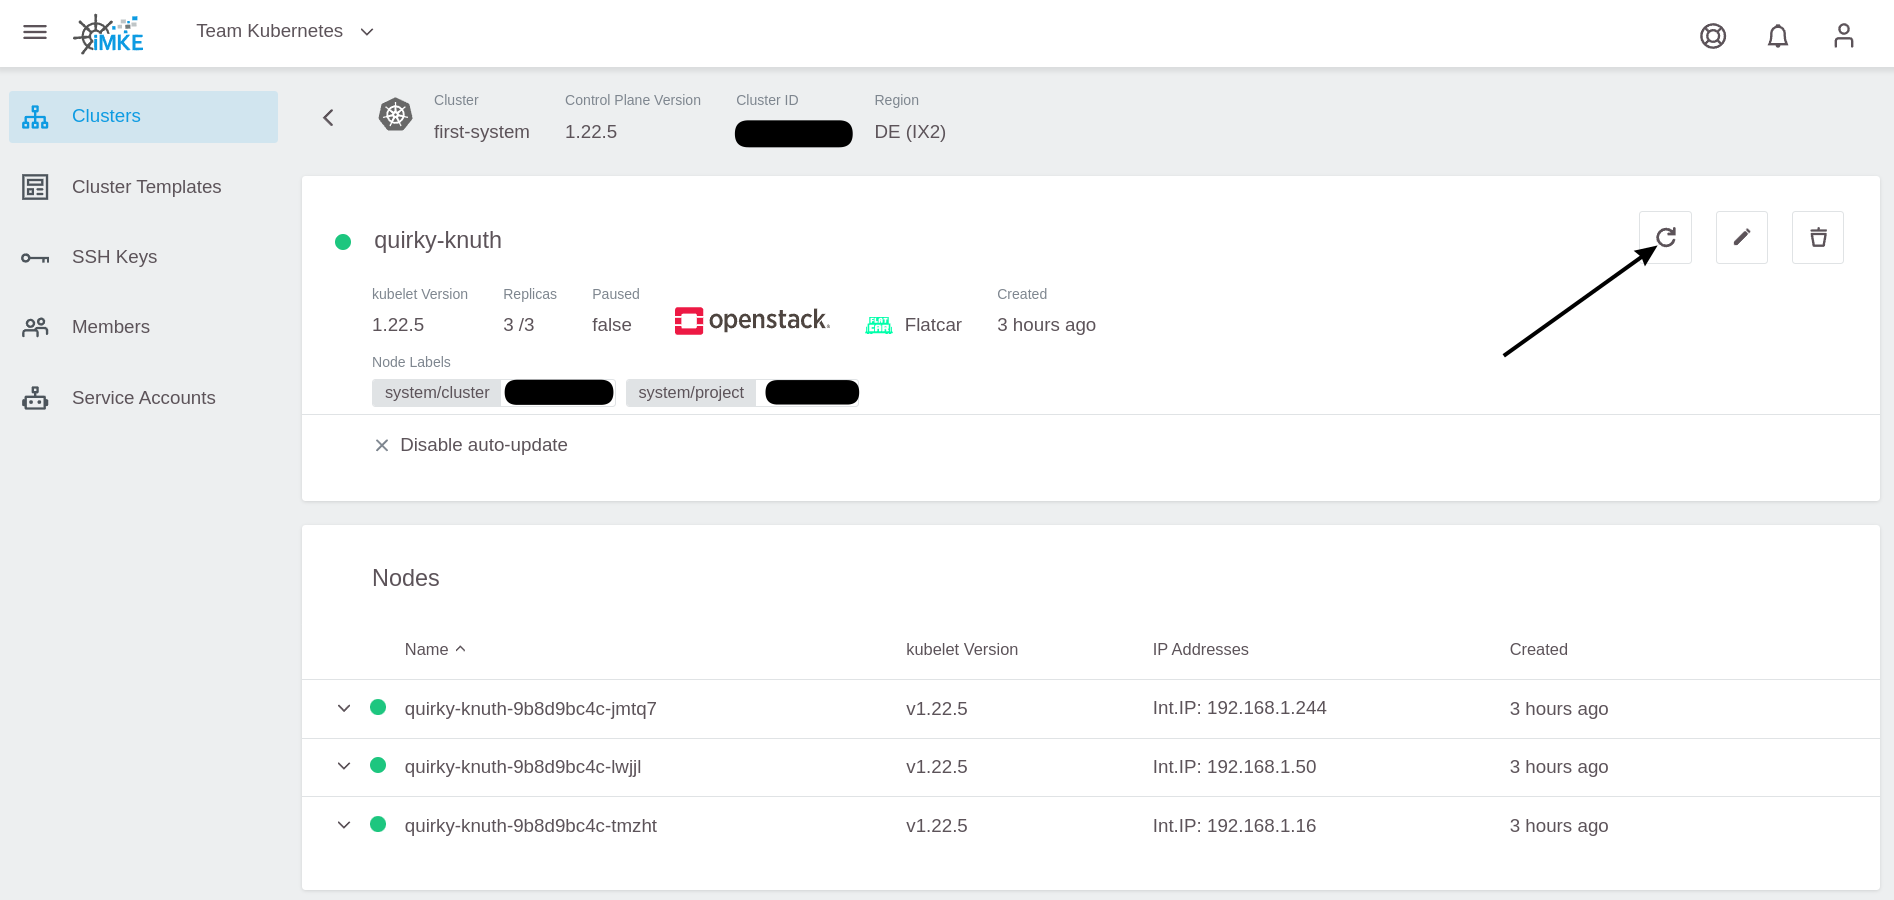 iMKE
Team Kubernetes
Clusters
Cluster Templates
SSH Keys
Members
Service Accounts
Cluster Control Plane Version Cluster ID Region
first-system 1.22.5 DE (IX2)
quirky-knuth
kubelet Version Replicas Paused Created
1.22.5 3 /3 false openstack. FLAT CAR Flatcar 3 hours ago
Node Labels
system/cluster system/project
Disable auto-update
Nodes
Name kubelet Version IP Addresses Created
quirky-knuth-9b8d9bc4c-jmtq7 v1.22.5 Int.IP: 192.168.1.244 3 hours ago
quirky-knuth-9b8d9bc4c-lwjjl v1.22.5 Int.IP: 192.168.1.50 3 hours ago
quirky-knuth-9b8d9bc4c-tmzht v1.22.5 Int.IP: 192.168.1.16 3 hours ago